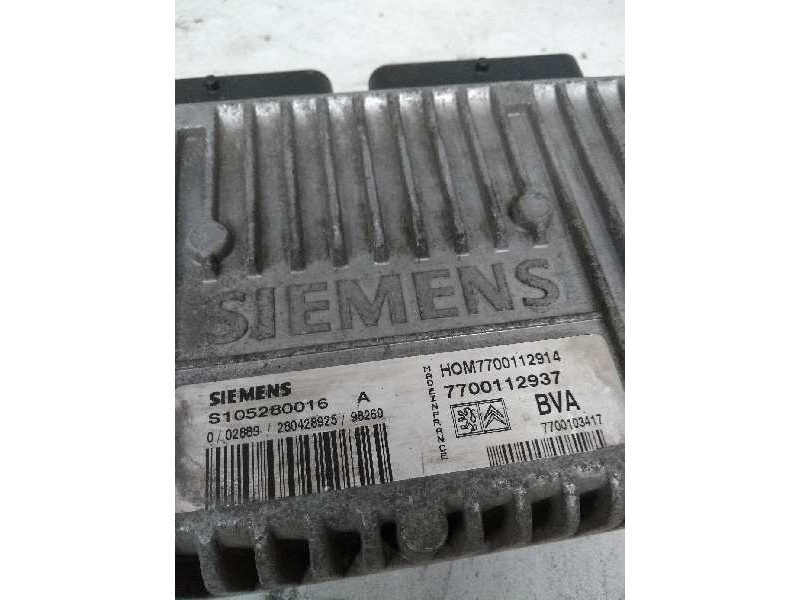 SIEMENS
SIEMENS
S105280016 A
0 / 02889 / 280428925 / 98260
MADE IN FRANCE
HOM7700112914
7700112937
BVA
7700103417